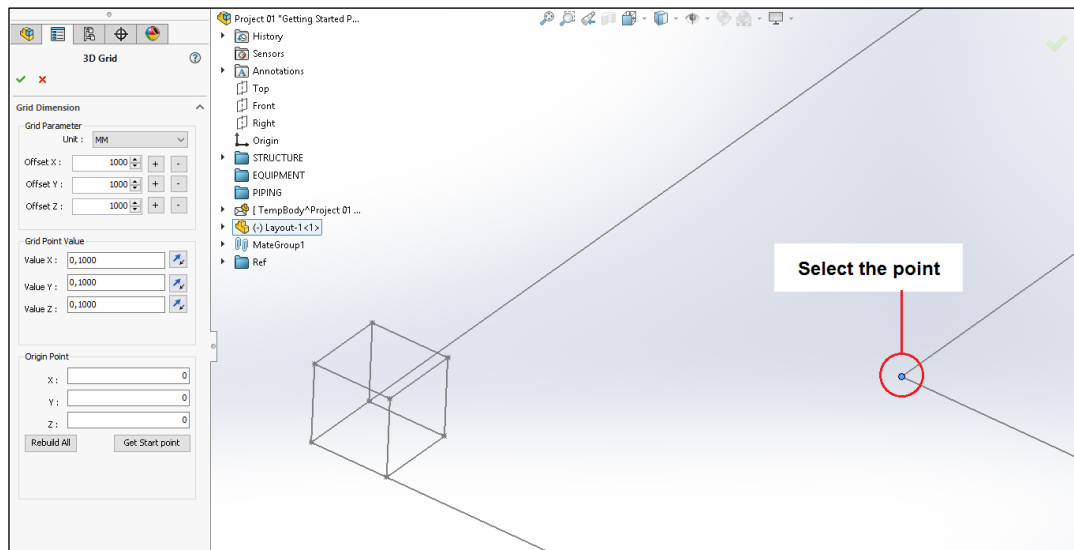 3D Grid
Grid Dimension
Grid Parameter
Unit : MM
Offset X : 1000 + -
Offset Y : 1000 + -
Offset Z : 1000 + -
Grid Point Value
Value X : 0,1000
Value Y : 0,1000
Value Z : 0,1000
Origin Point
X : 0
Y : 0
Z : 0
Rebuild All Get Start point
Project 01 "Getting Started P...
History
Sensors
A Annotations
Top
Front
Right
Origin
STRUCTURE
EQUIPMENT
PIPING
[ TempBody^Project 01 ...
(-) Layout-1<1>
MateGroup1
Ref
Select the point